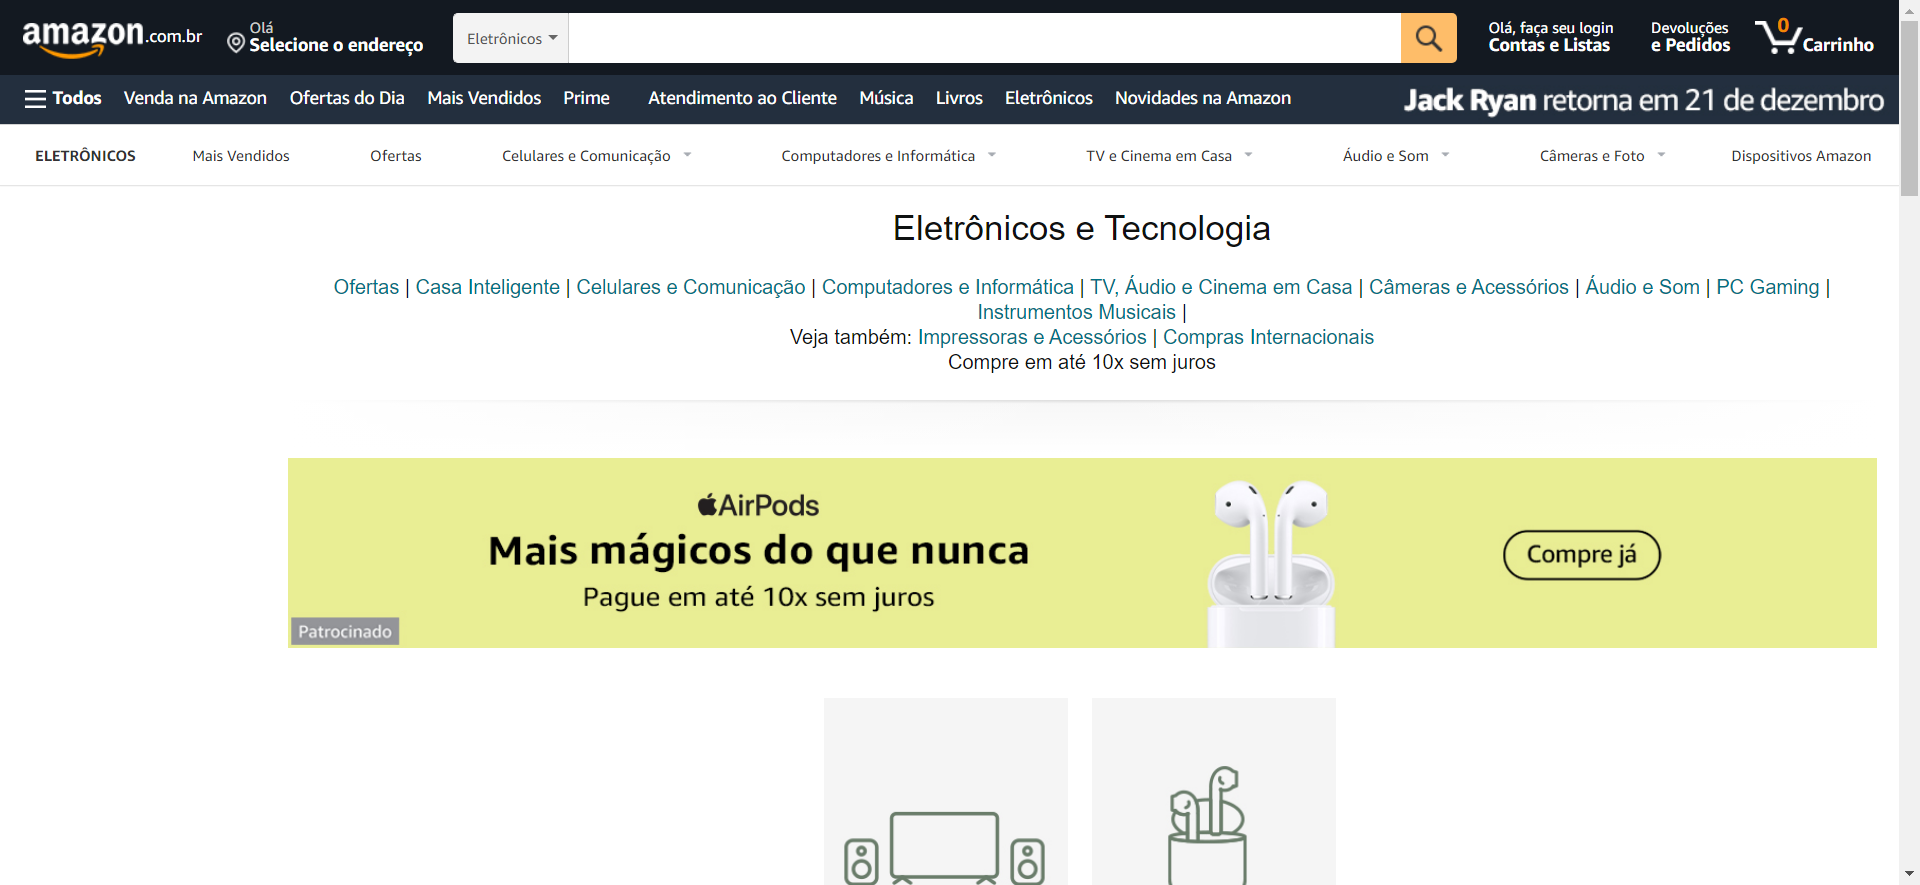 amazon.com.br
Olá
Selecione o endereço
Eletrônicos
Olá, faça seu login
Contas e Listas
Devoluções
e Pedidos
0
Carrinho
Todos Venda na Amazon Ofertas do Dia Mais Vendidos Prime Atendimento ao Cliente Música Livros Eletrônicos Novidades na Amazon
Jack Ryan retorna em 21 de dezembro
ELETRÔNICOS Mais Vendidos Ofertas Celulares e Comunicação Computadores e Informática TV e Cinema em Casa Áudio e Som Câmeras e Foto Dispositivos Amazon
Eletrônicos e Tecnologia
Ofertas | Casa Inteligente | Celulares e Comunicação | Computadores e Informática | TV, Áudio e Cinema em Casa | Câmeras e Acessórios | Áudio e Som | PC Gaming |
Instrumentos Musicais |
Veja também: Impressoras e Acessórios | Compras Internacionais
Compre em até 10x sem juros
AirPods
Mais mágicos do que nunca
Pague em até 10x sem juros
Compre já
Patrocinado